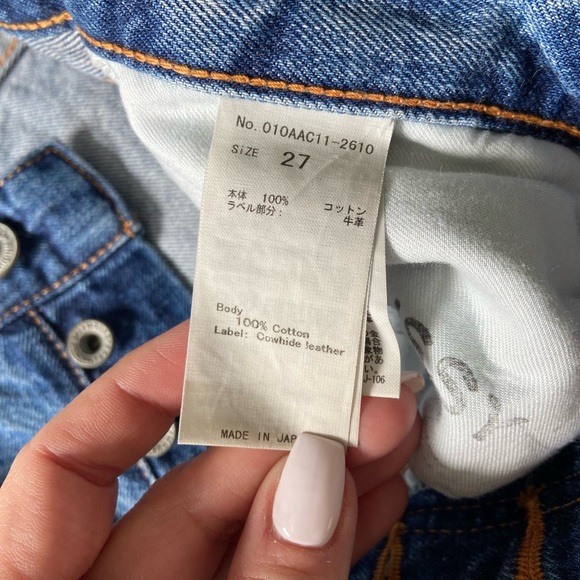 No. 010AAC11-2610
SIZE 27
本体 100% コットン
ラベル部分: 牛革
Body
100% Cotton
Label: Cowhide leather
MADE IN JAP
J-106